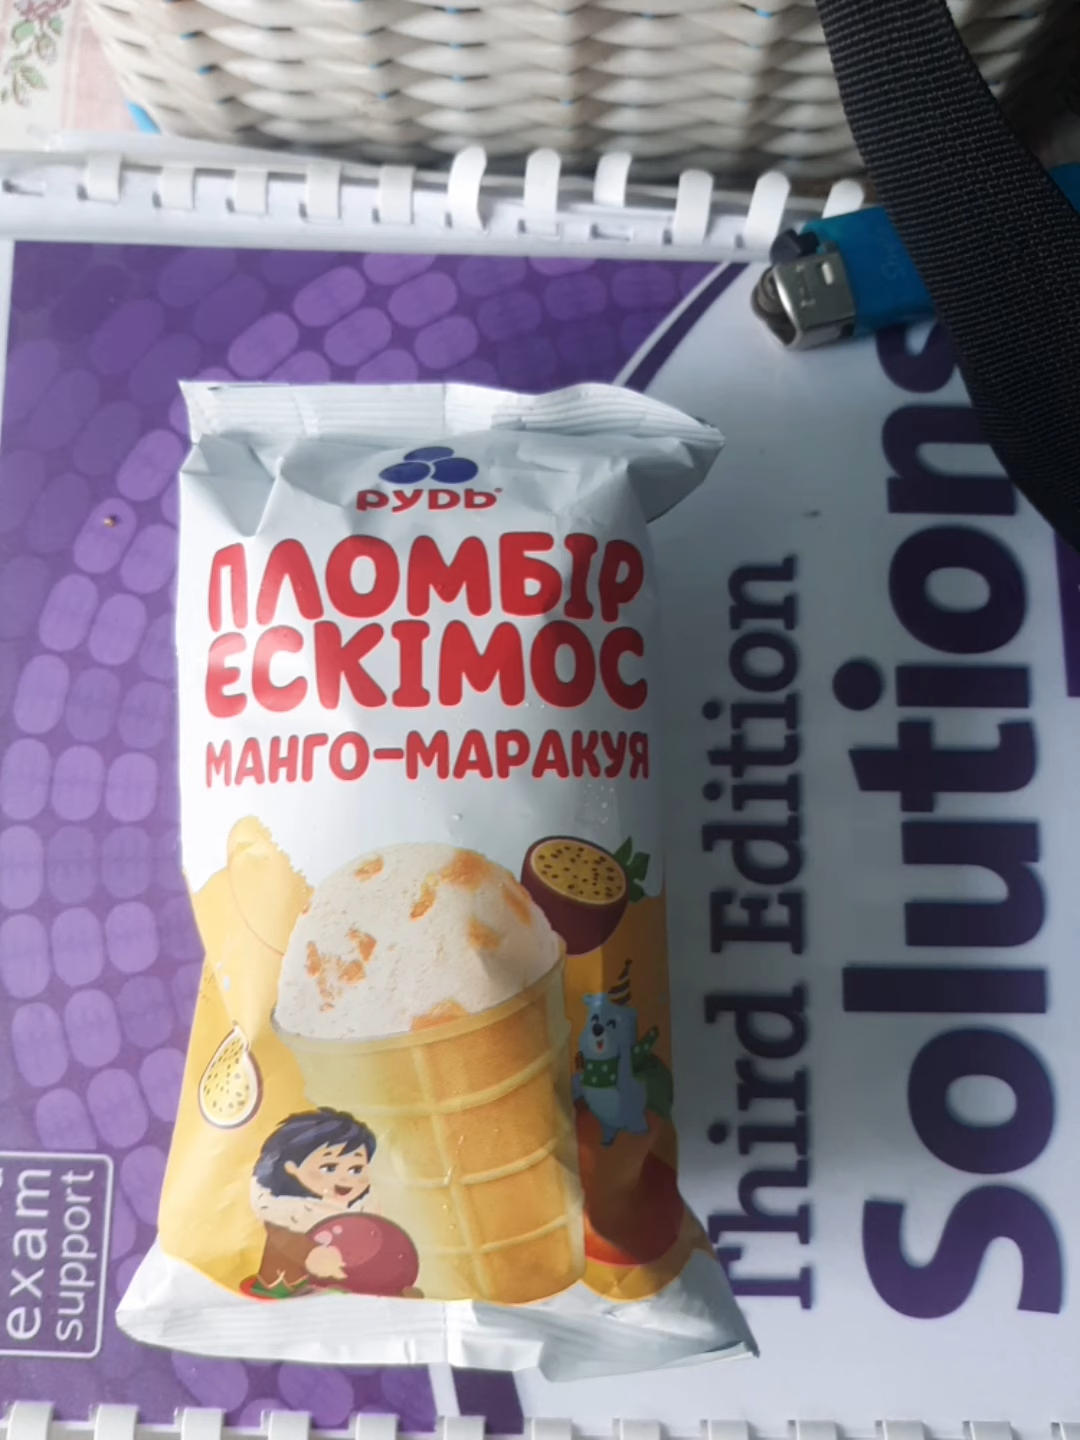 РУДЬ
ПЛОМБІР
ЕСКІМОС
МАНГО-МАРАКУЯ
Solutions
Third Edition
exam
support